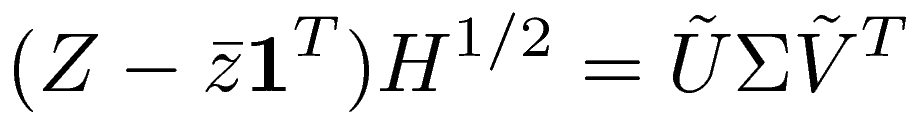 (Z − z̄𝟏^T)H^{1/2} = ŨΣṼ^T